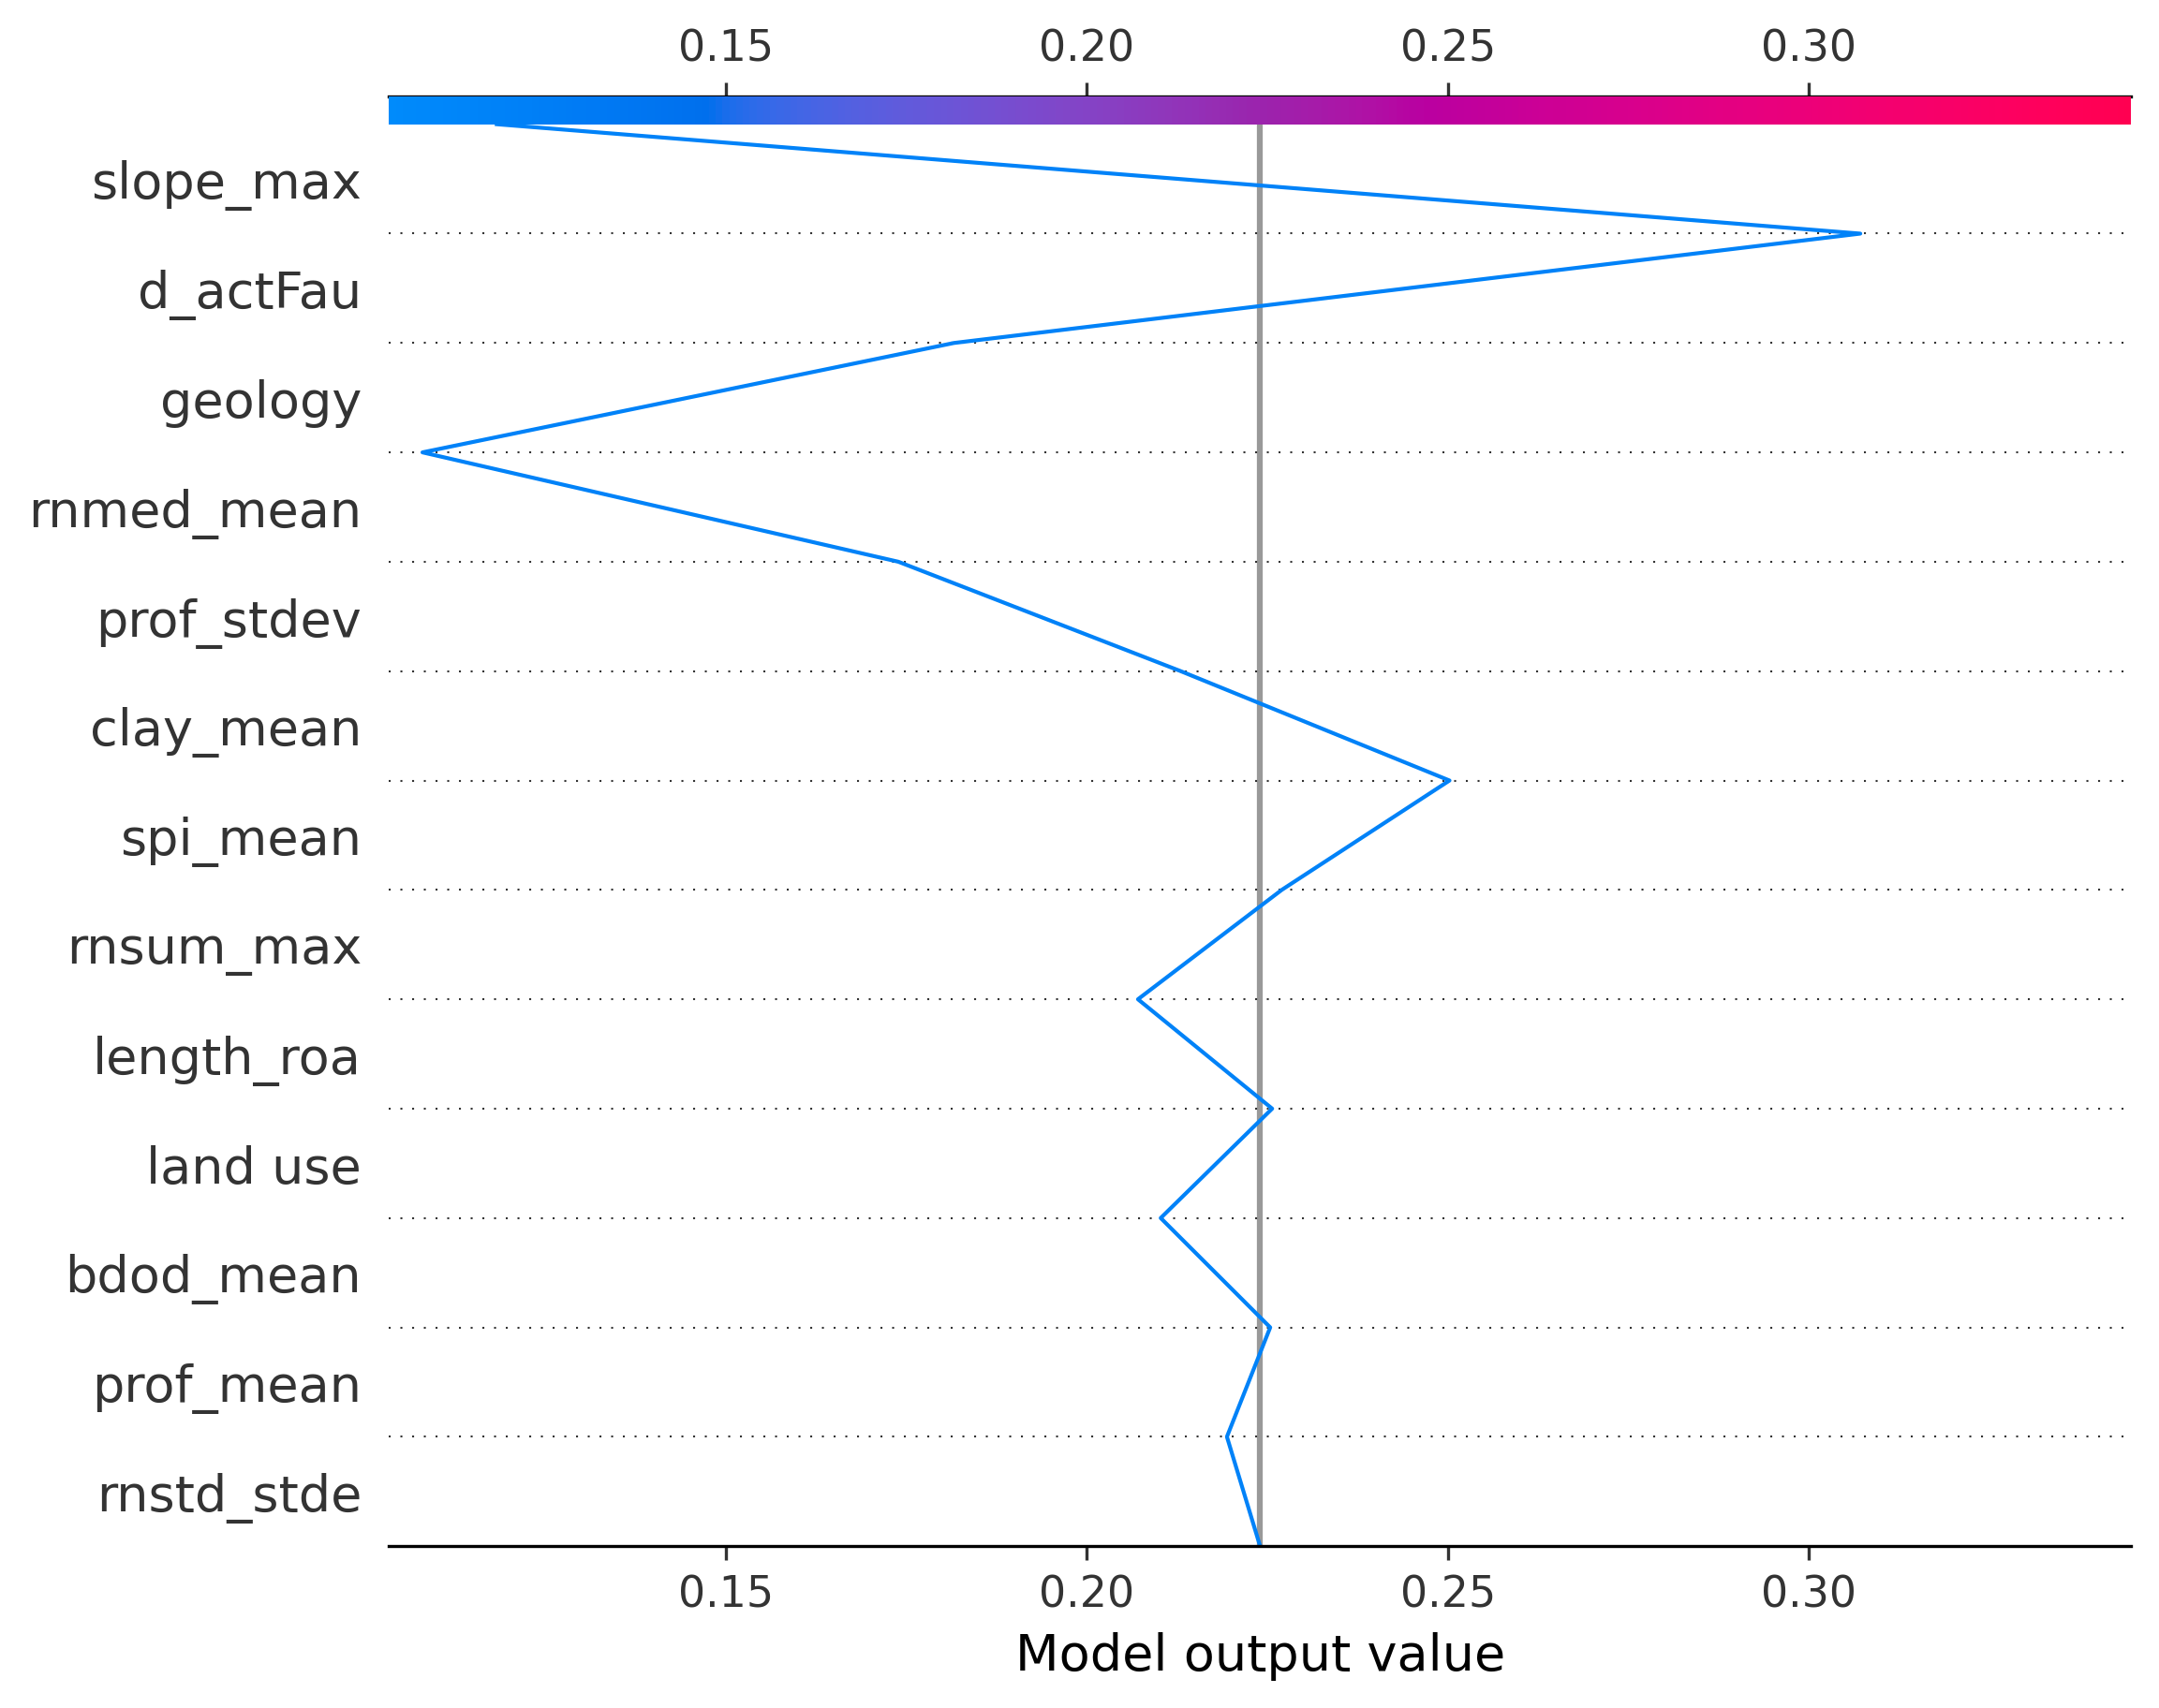 0.15 0.20 0.25 0.30
slope_max
d_actFau
geology
rnmed_mean
prof_stdev
clay_mean
spi_mean
rnsum_max
length_roa
land use
bdod_mean
prof_mean
rnstd_stde
0.15 0.20 0.25 0.30
Model output value